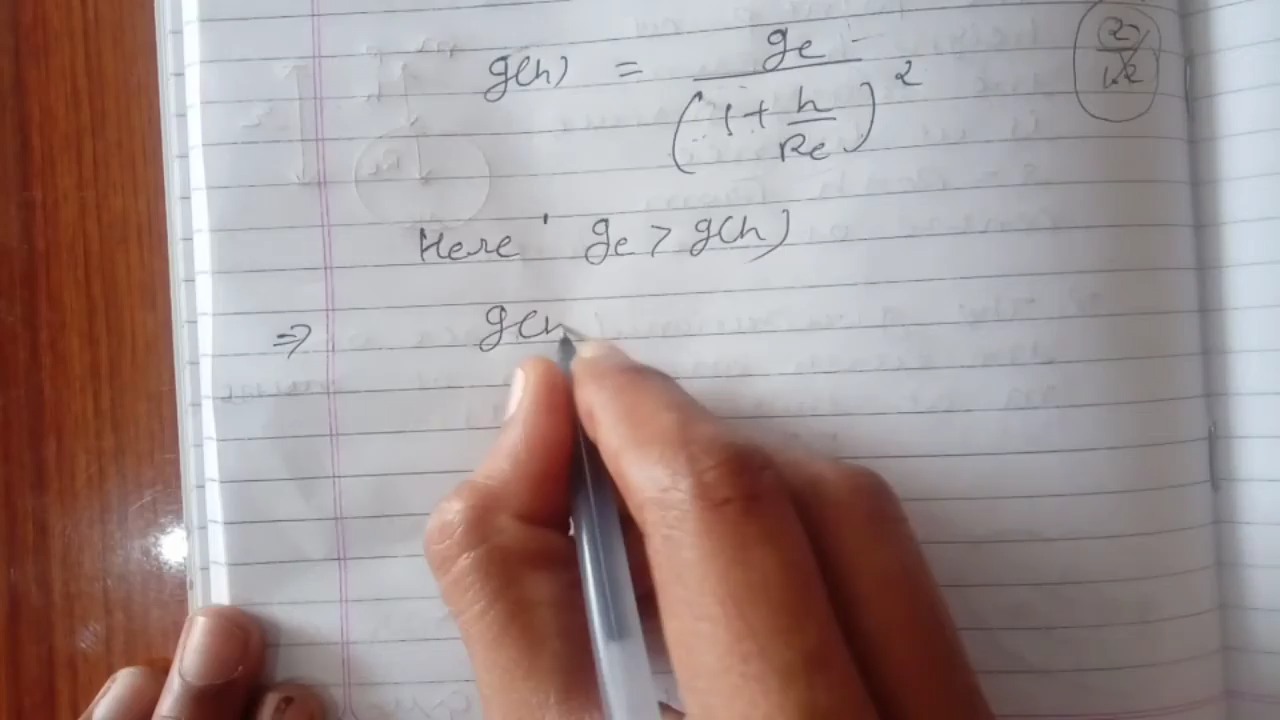 g(h) = ge / (1 + h/Re)²
Here ge > g(h)
⇒ g(h